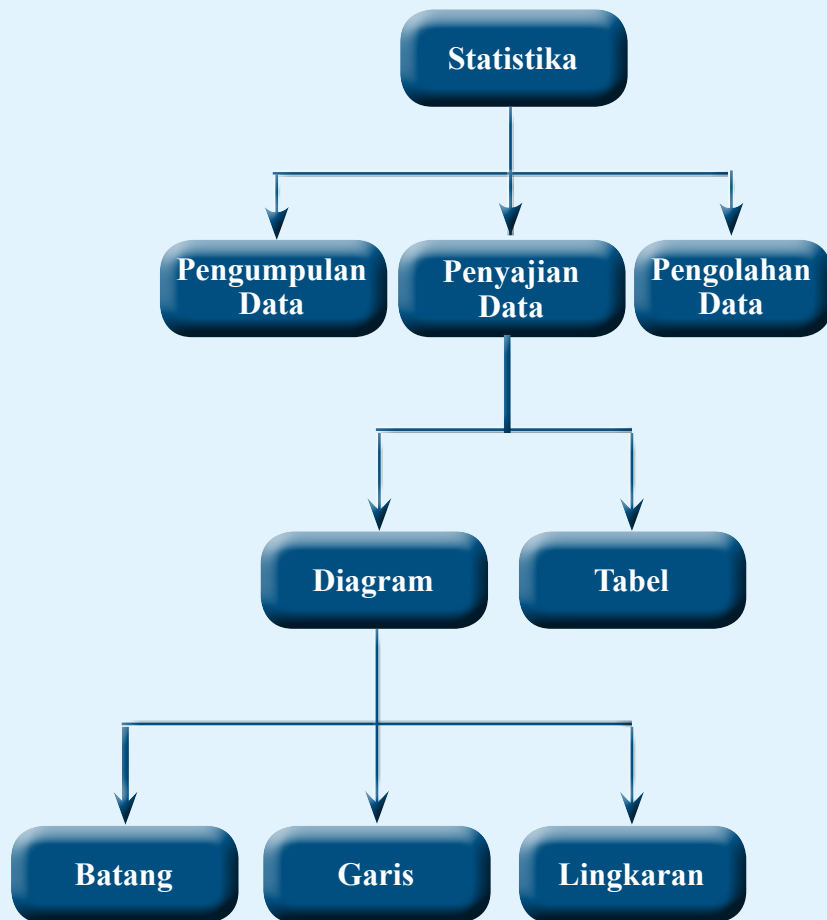 Statistika
Pengumpulan
Data
Penyajian
Data
Pengolahan
Data
Diagram
Tabel
Batang
Garis
Lingkaran